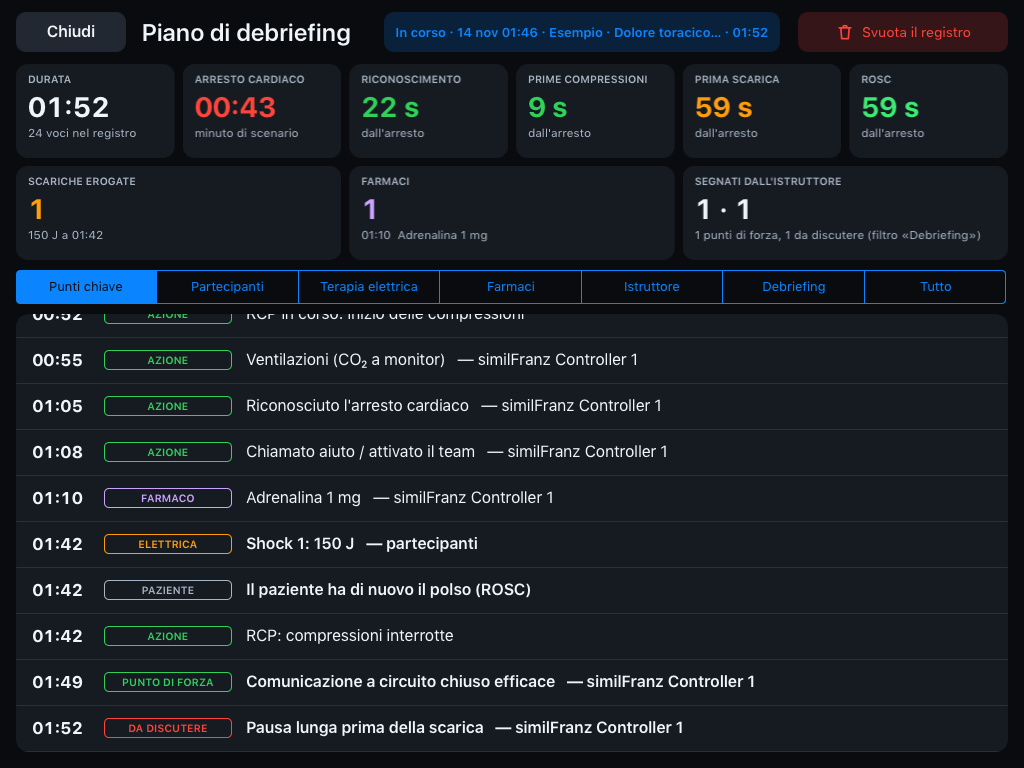 Chiudi
Piano di debriefing
In corso · 14 nov 01:46 · Esempio · Dolore toracico... · 01:52
Svuota il registro
DURATA
01:52
24 voci nel registro
ARRESTO CARDIACO
00:43
minuto di scenario
RICONOSCIMENTO
22 s
dall'arresto
PRIME COMPRESSIONI
9 s
dall'arresto
PRIMA SCARICA
59 s
dall'arresto
ROSC
59 s
dall'arresto
SCARICHE EROGATE
1
150 J a 01:42
FARMACI
1
01:10 Adrenalina 1 mg
SEGNATI DALL'ISTRUTTORE
1 · 1
1 punti di forza, 1 da discutere (filtro «Debriefing»)
Punti chiave
Partecipanti
Terapia elettrica
Farmaci
Istruttore
Debriefing
Tutto
00:52 AZIONE RCP in corso: inizio delle compressioni
00:55 AZIONE Ventilazioni (CO₂ a monitor) — similFranz Controller 1
01:05 AZIONE Riconosciuto l'arresto cardiaco — similFranz Controller 1
01:08 AZIONE Chiamato aiuto / attivato il team — similFranz Controller 1
01:10 FARMACO Adrenalina 1 mg — similFranz Controller 1
01:42 ELETTRICA Shock 1: 150 J — partecipanti
01:42 PAZIENTE Il paziente ha di nuovo il polso (ROSC)
01:42 AZIONE RCP: compressioni interrotte
01:49 PUNTO DI FORZA Comunicazione a circuito chiuso efficace — similFranz Controller 1
01:52 DA DISCUTERE Pausa lunga prima della scarica — similFranz Controller 1